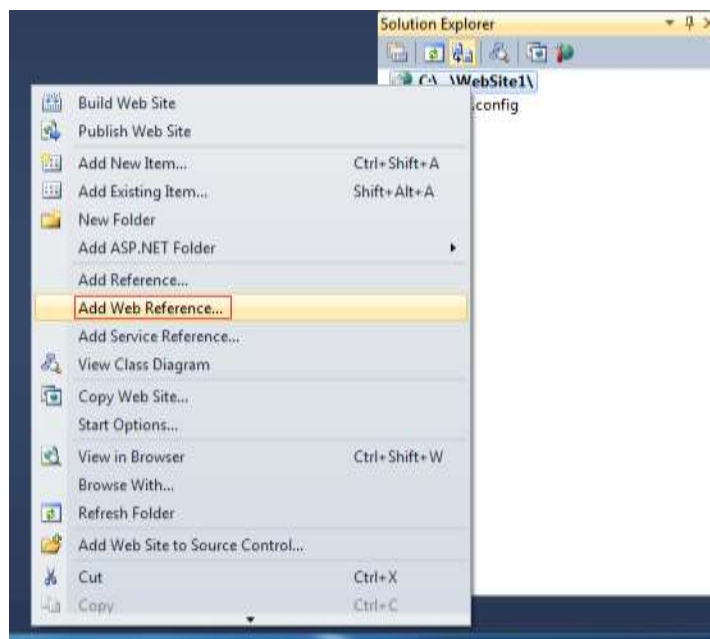 Solution Explorer
C:\...\WebSite1\
.config
Build Web Site
Publish Web Site
Add New Item... Ctrl+Shift+A
Add Existing Item... Shift+Alt+A
New Folder
Add ASP.NET Folder
Add Reference...
Add Web Reference...
Add Service Reference...
View Class Diagram
Copy Web Site...
Start Options...
View in Browser Ctrl+Shift+W
Browse With...
Refresh Folder
Add Web Site to Source Control...
Cut Ctrl+X
Copy Ctrl+C